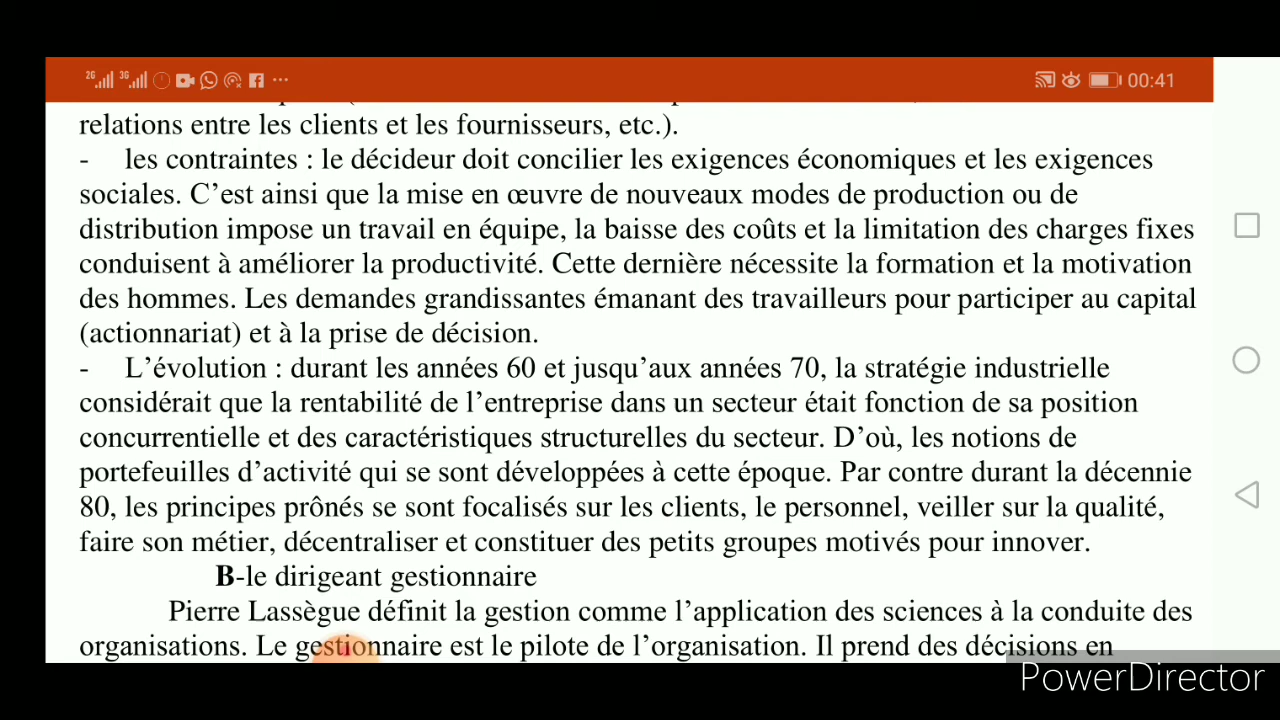 2G 3G 00:41
relations entre les clients et les fournisseurs, etc.).
- les contraintes : le décideur doit concilier les exigences économiques et les exigences
sociales. C’est ainsi que la mise en œuvre de nouveaux modes de production ou de
distribution impose un travail en équipe, la baisse des coûts et la limitation des charges fixes
conduisent à améliorer la productivité. Cette dernière nécessite la formation et la motivation
des hommes. Les demandes grandissantes émanant des travailleurs pour participer au capital
(actionnariat) et à la prise de décision.
- L’évolution : durant les années 60 et jusqu’aux années 70, la stratégie industrielle
considérait que la rentabilité de l’entreprise dans un secteur était fonction de sa position
concurrentielle et des caractéristiques structurelles du secteur. D’où, les notions de
portefeuilles d’activité qui se sont développées à cette époque. Par contre durant la décennie
80, les principes prônés se sont focalisés sur les clients, le personnel, veiller sur la qualité,
faire son métier, décentraliser et constituer des petits groupes motivés pour innover.
B-le dirigeant gestionnaire
Pierre Lassègue définit la gestion comme l’application des sciences à la conduite des
organisations. Le gestionnaire est le pilote de l’organisation. Il prend des décisions en
PowerDirector